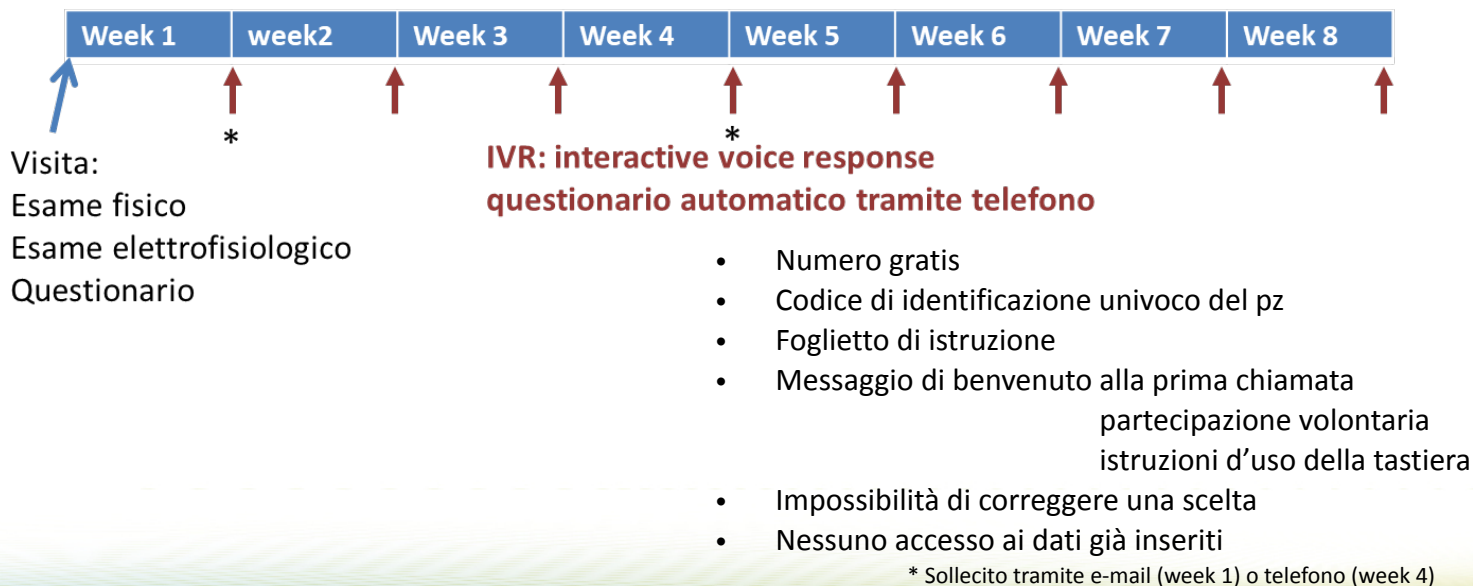 Week 1 week2 Week 3 Week 4 Week 5 Week 6 Week 7 Week 8
* *
Visita:
Esame fisico
Esame elettrofisiologico
Questionario
IVR: interactive voice response
questionario automatico tramite telefono
• Numero gratis
• Codice di identificazione univoco del pz
• Foglietto di istruzione
• Messaggio di benvenuto alla prima chiamata
partecipazione volontaria
istruzioni d’uso della tastiera
• Impossibilità di correggere una scelta
• Nessuno accesso ai dati già inseriti
* Sollecito tramite e-mail (week 1) o telefono (week 4)